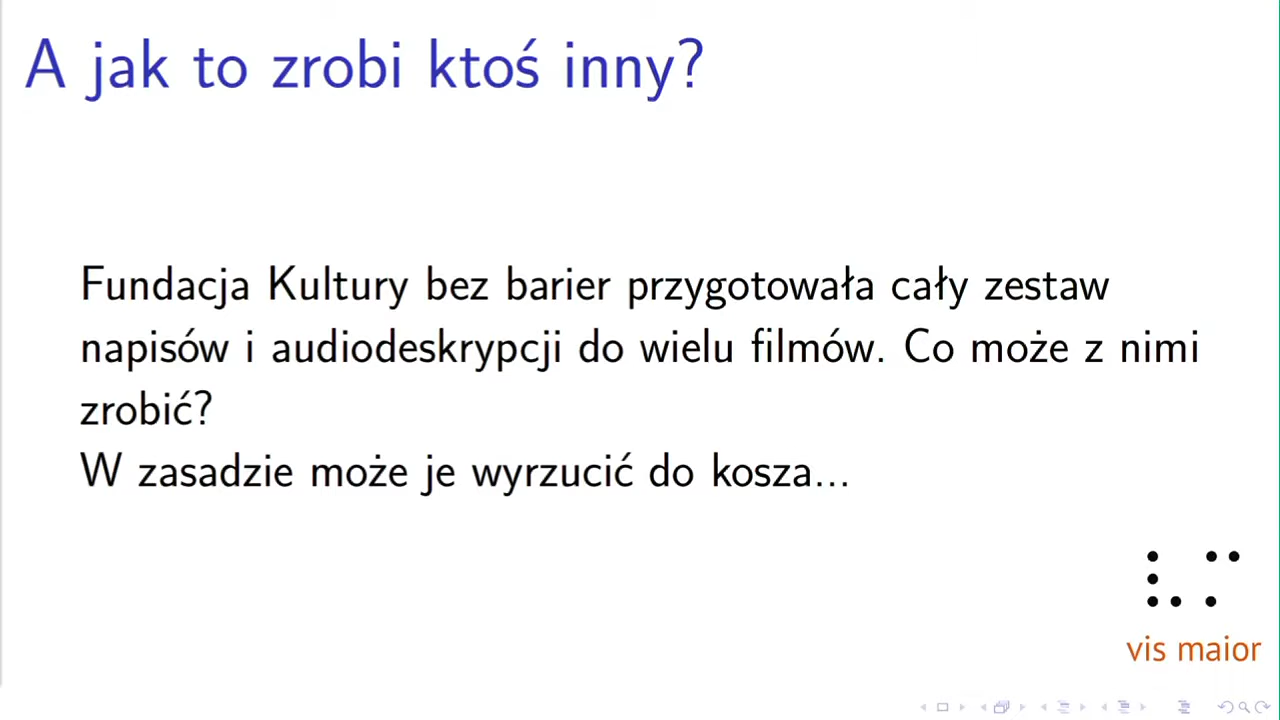 A jak to zrobi ktoś inny?
Fundacja Kultury bez barier przygotowała cały zestaw
napisów i audiodeskrypcji do wielu filmów. Co może z nimi
zrobić?
W zasadzie może je wyrzucić do kosza...
vis maior